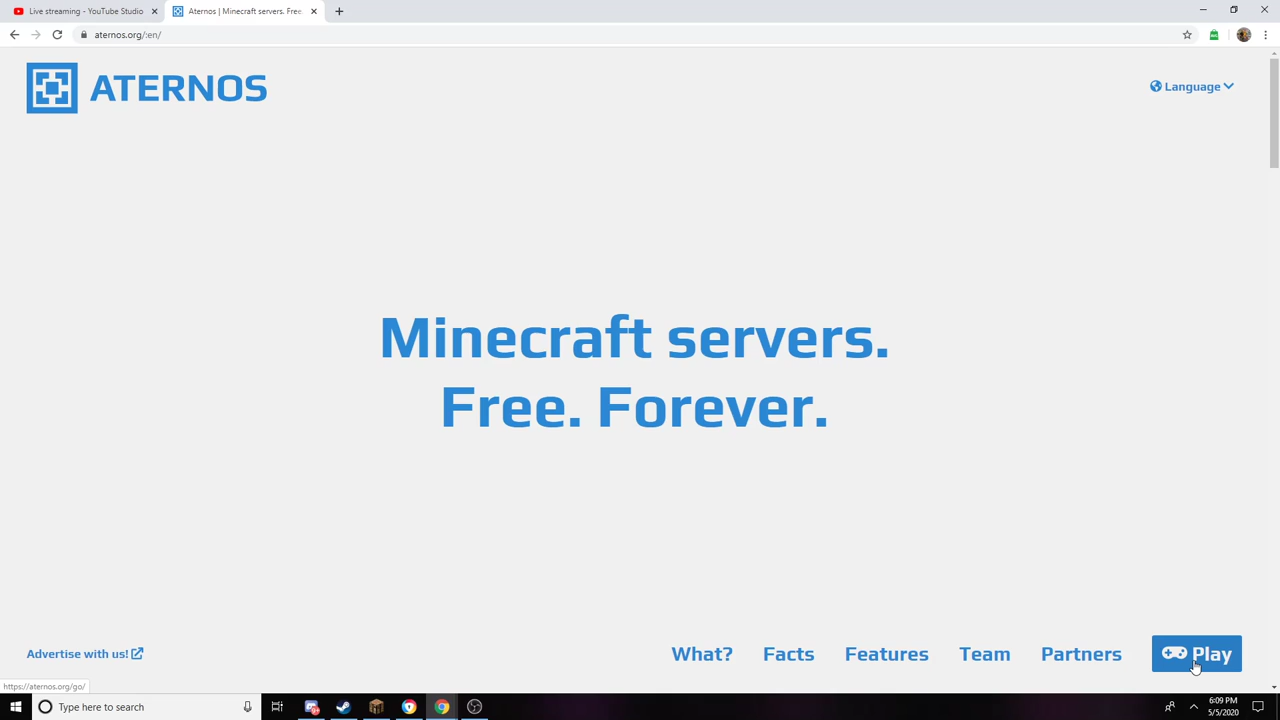 Live streaming - YouTube Studio
Aternos | Minecraft servers. Free.
aternos.org/:en/
ATERNOS
Language
Minecraft servers.
Free. Forever.
Advertise with us!
What?
Facts
Features
Team
Partners
Play
https://aternos.org/go/
Type here to search
6:09 PM
5/5/2020